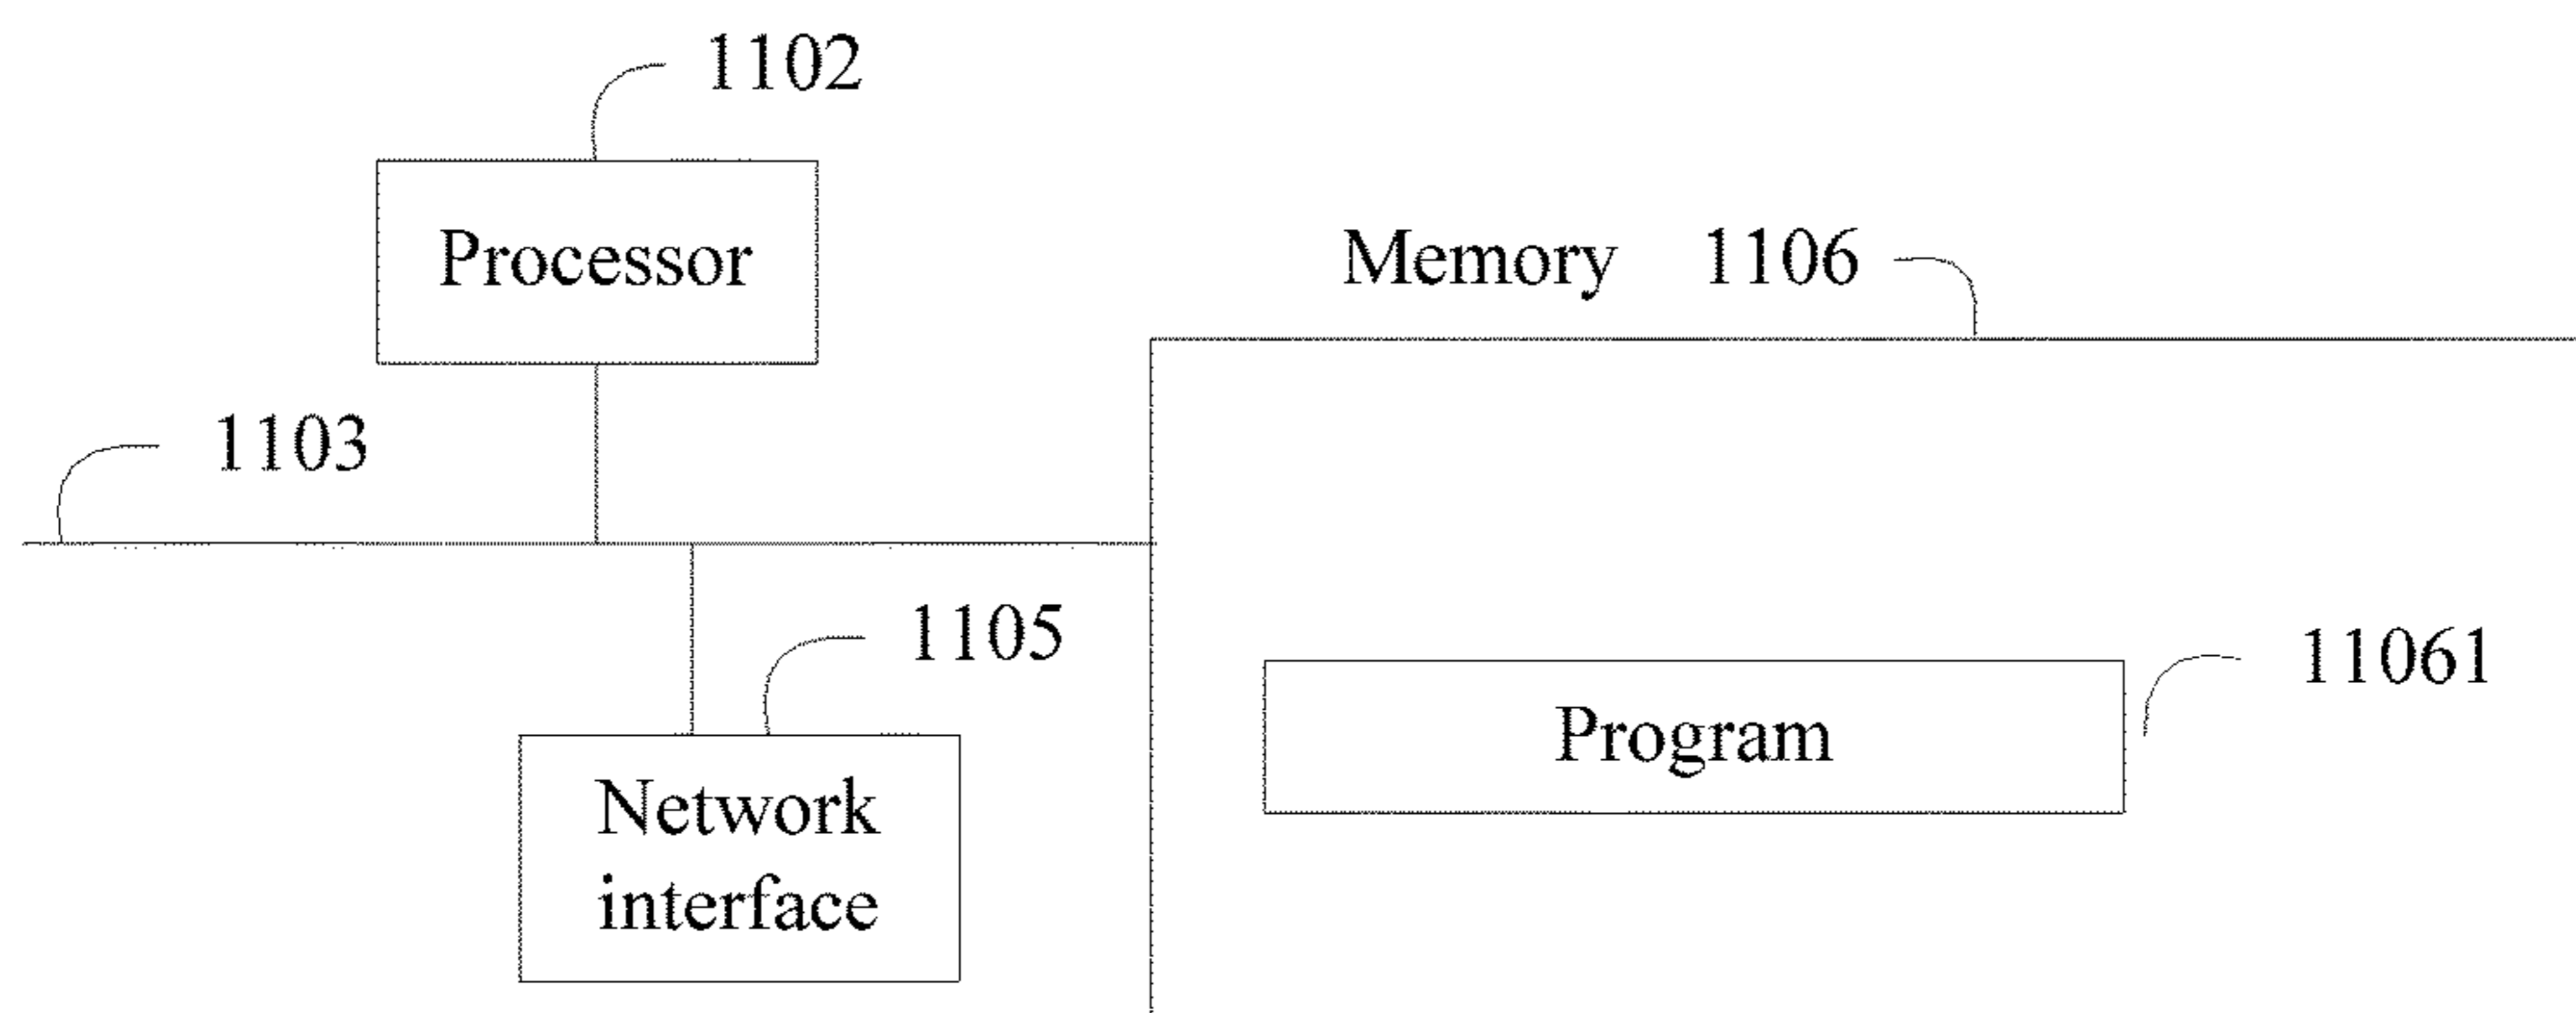 1102
Processor
Memory 1106
1103
1105
11061
Program
Network
interface